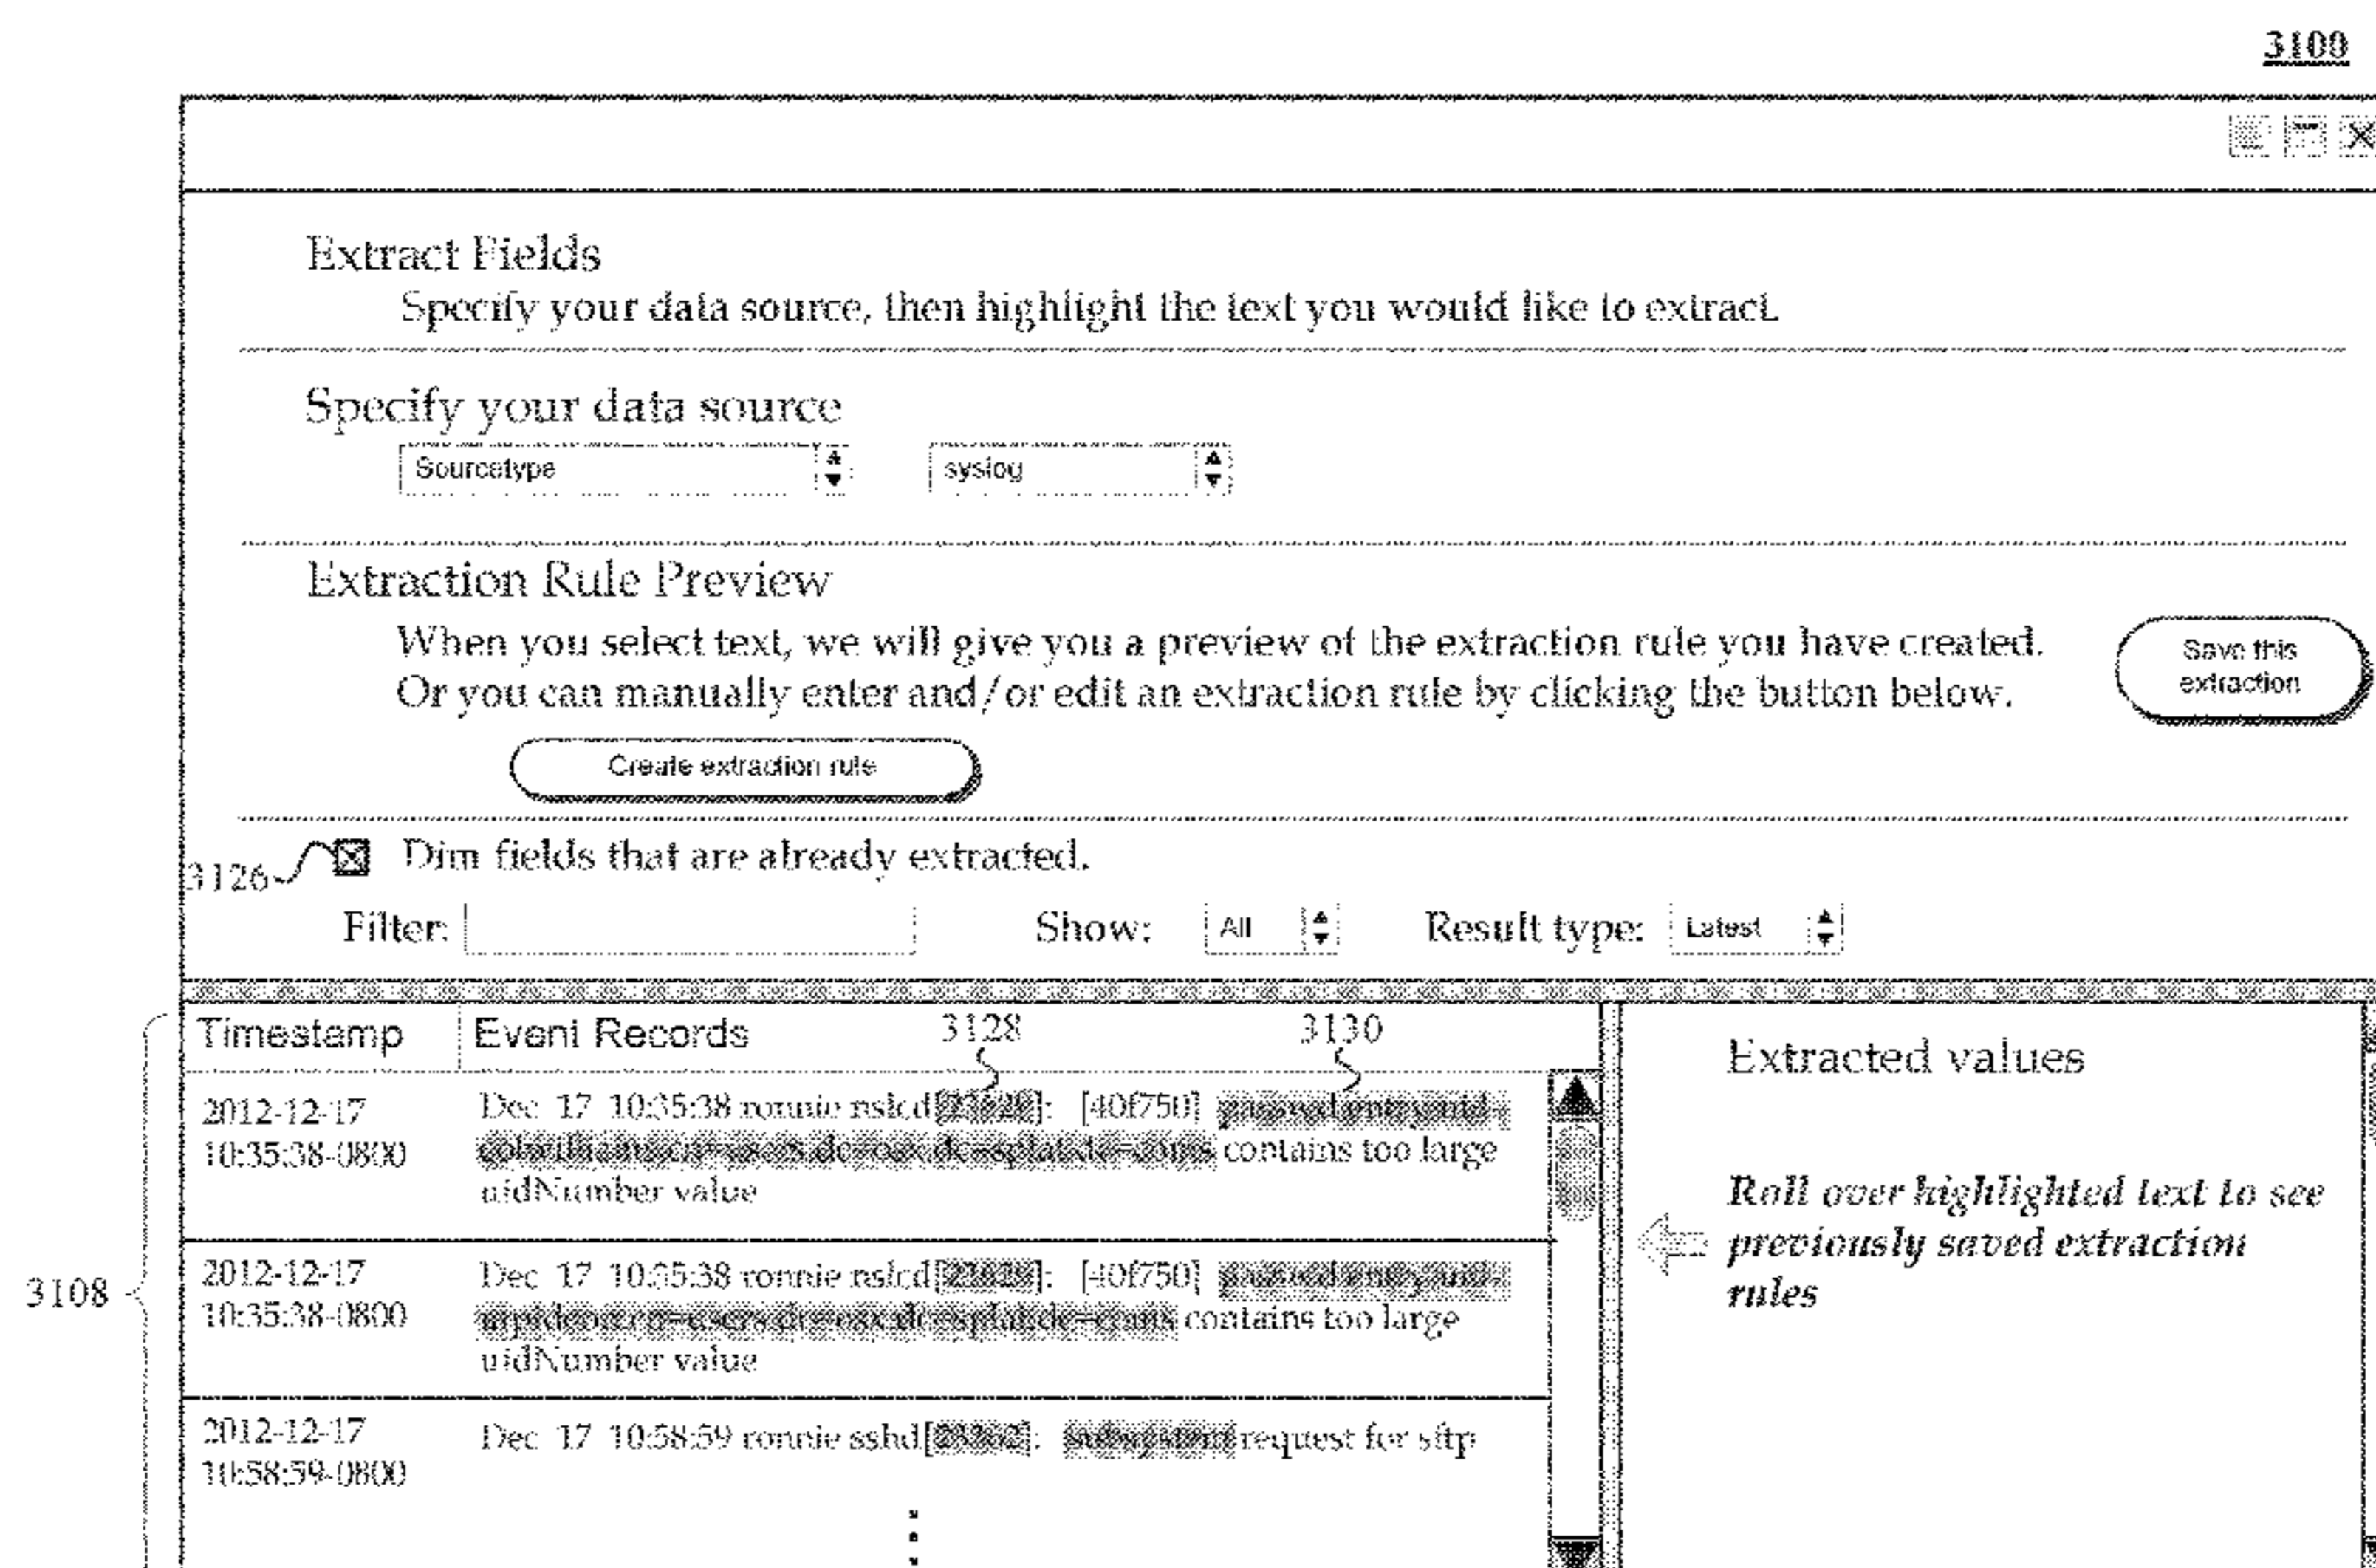 3100
Extract Fields
Specify your data source, then highlight the text you would like to extract.
Specify your data source
Sourcetype
syslog
Extraction Rule Preview
When you select text, we will give you a preview of the extraction rule you have created.
Or you can manually enter and/or edit an extraction rule by clicking the button below.
Save this
extraction
Create extraction rule
3126
Dim fields that are already extracted.
Filter:
Show: All
Result type: Latest
Timestamp
Event Records
3128
3130
Extracted values
2012-12-17
10:35:38-0800
Dec 17 10:35:38 ronnie nslcd[]: [40f750]
contains too large
uidNumber value
Roll over highlighted text to see
previously saved extraction
rules
3108
2012-12-17
10:35:38-0800
Dec 17 10:35:38 ronnie nslcd[]: [40f750]
contains too large
uidNumber value
2012-12-17
10:58:59-0800
Dec 17 10:58:59 ronnie sshd[]: subsystem request for sftp